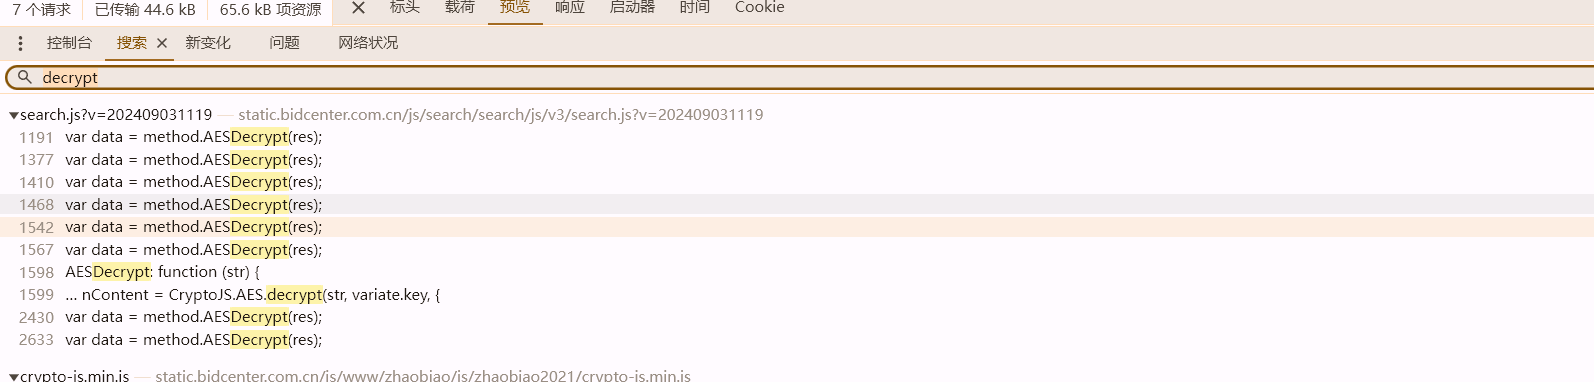 7 个请求 已传输 44.6 kB 65.6 kB 项资源 标头 载荷 预览 响应 启动器 时间 Cookie
控制台 搜索 新变化 问题 网络状况
decrypt
search.js?v=202409031119 — static.bidcenter.com.cn/js/search/search/js/v3/search.js?v=202409031119
1191 var data = method.AESDecrypt(res);
1377 var data = method.AESDecrypt(res);
1410 var data = method.AESDecrypt(res);
1468 var data = method.AESDecrypt(res);
1542 var data = method.AESDecrypt(res);
1567 var data = method.AESDecrypt(res);
1598 AESDecrypt: function (str) {
1599 … nContent = CryptoJS.AES.decrypt(str, variate.key, {
2430 var data = method.AESDecrypt(res);
2633 var data = method.AESDecrypt(res);
crypto-js.min.js — static.bidcenter.com.cn/js/www/zhaobiao/js/zhaobiao2021/crypto-js.min.js